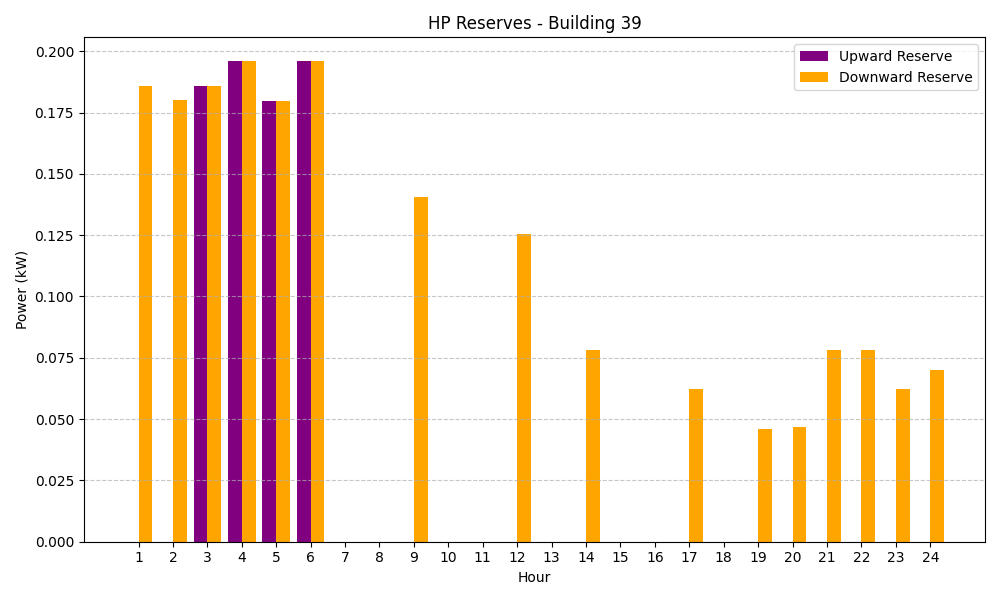 HP Reserves - Building 39
Upward Reserve
Downward Reserve
Power (kW)
0.200
0.175
0.150
0.125
0.100
0.075
0.050
0.025
0.000
1 2 3 4 5 6 7 8 9 10 11 12 13 14 15 16 17 18 19 20 21 22 23 24
Hour